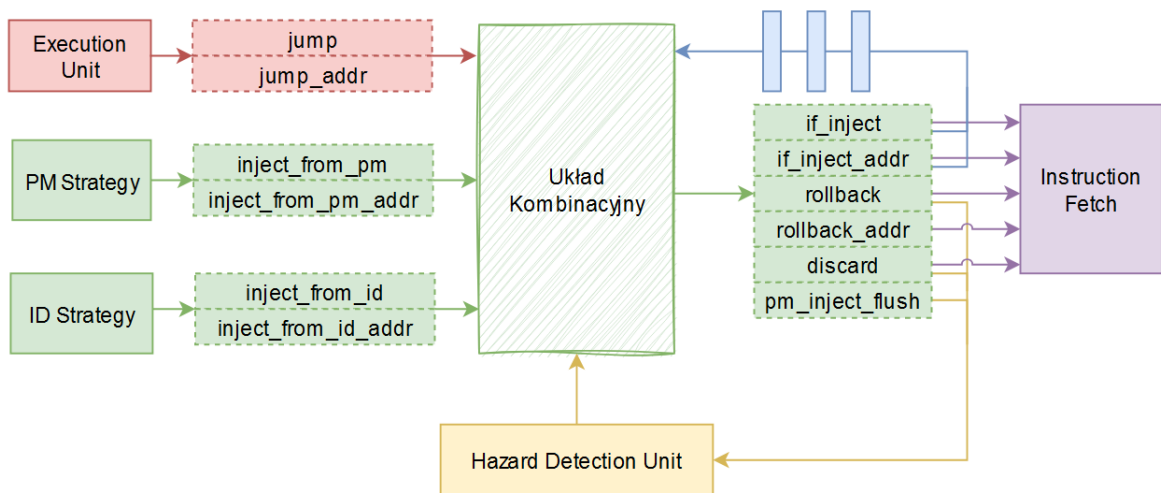 Execution
Unit
jump
jump_addr
PM Strategy
inject_from_pm
inject_from_pm_addr
ID Strategy
inject_from_id
inject_from_id_addr
Układ
Kombinacyjny
if_inject
if_inject_addr
rollback
rollback_addr
discard
pm_inject_flush
Instruction
Fetch
Hazard Detection Unit